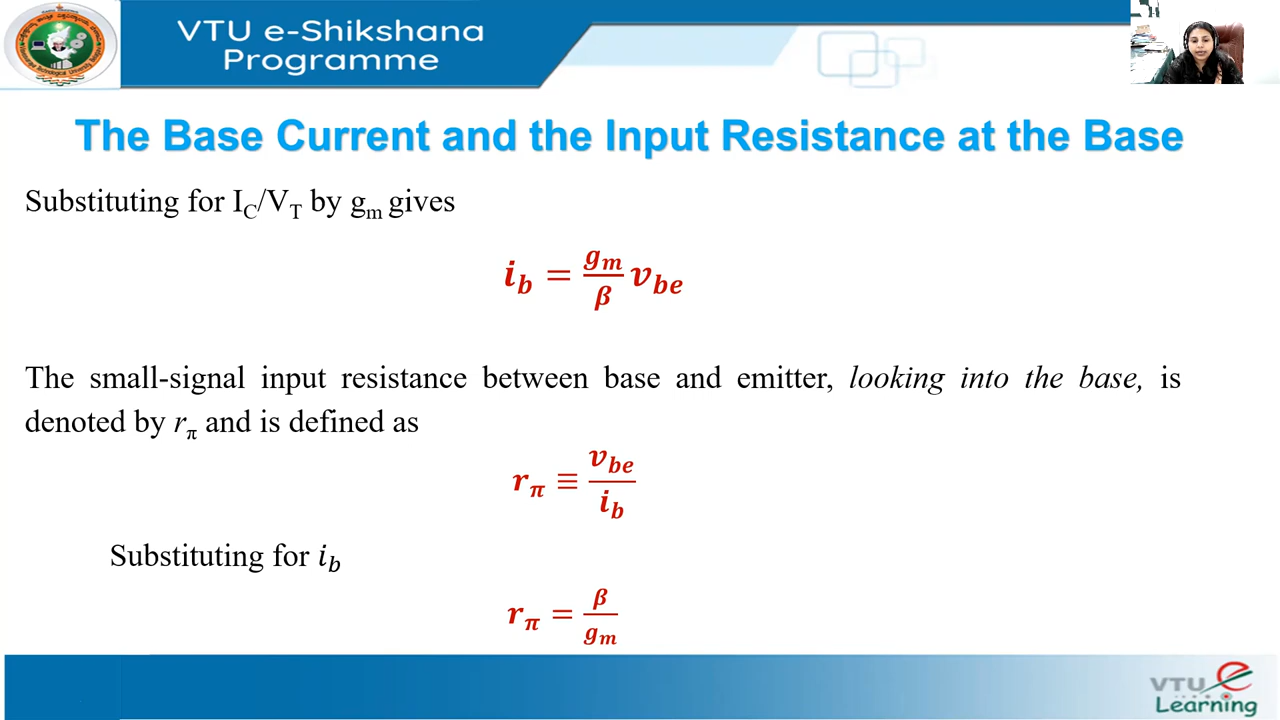 VTU e-Shikshana
Programme
The Base Current and the Input Resistance at the Base
Substituting for I_C/V_T by g_m gives
i_b = g_m/β v_be
The small-signal input resistance between base and emitter, looking into the base, is
denoted by r_π and is defined as
r_π ≡ v_be/i_b
Substituting for i_b
r_π = β/g_m
VTU e
Learning